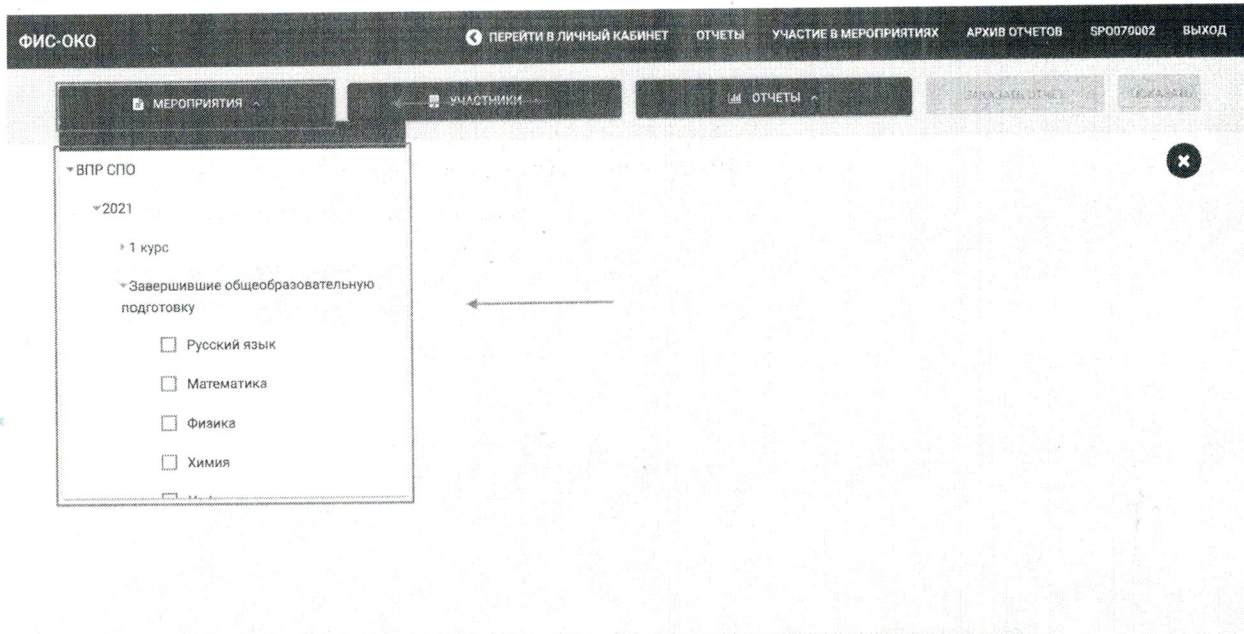 ФИС-ОКО
ПЕРЕЙТИ В ЛИЧНЫЙ КАБИНЕТ ОТЧЕТЫ УЧАСТИЕ В МЕРОПРИЯТИЯХ АРХИВ ОТЧЕТОВ SPO070002 ВЫХОД
МЕРОПРИЯТИЯ УЧАСТНИКИ ОТЧЕТЫ
ВПР СПО
2021
1 курс
Завершившие общеобразовательную
подготовку
Русский язык
Математика
Физика
Химия